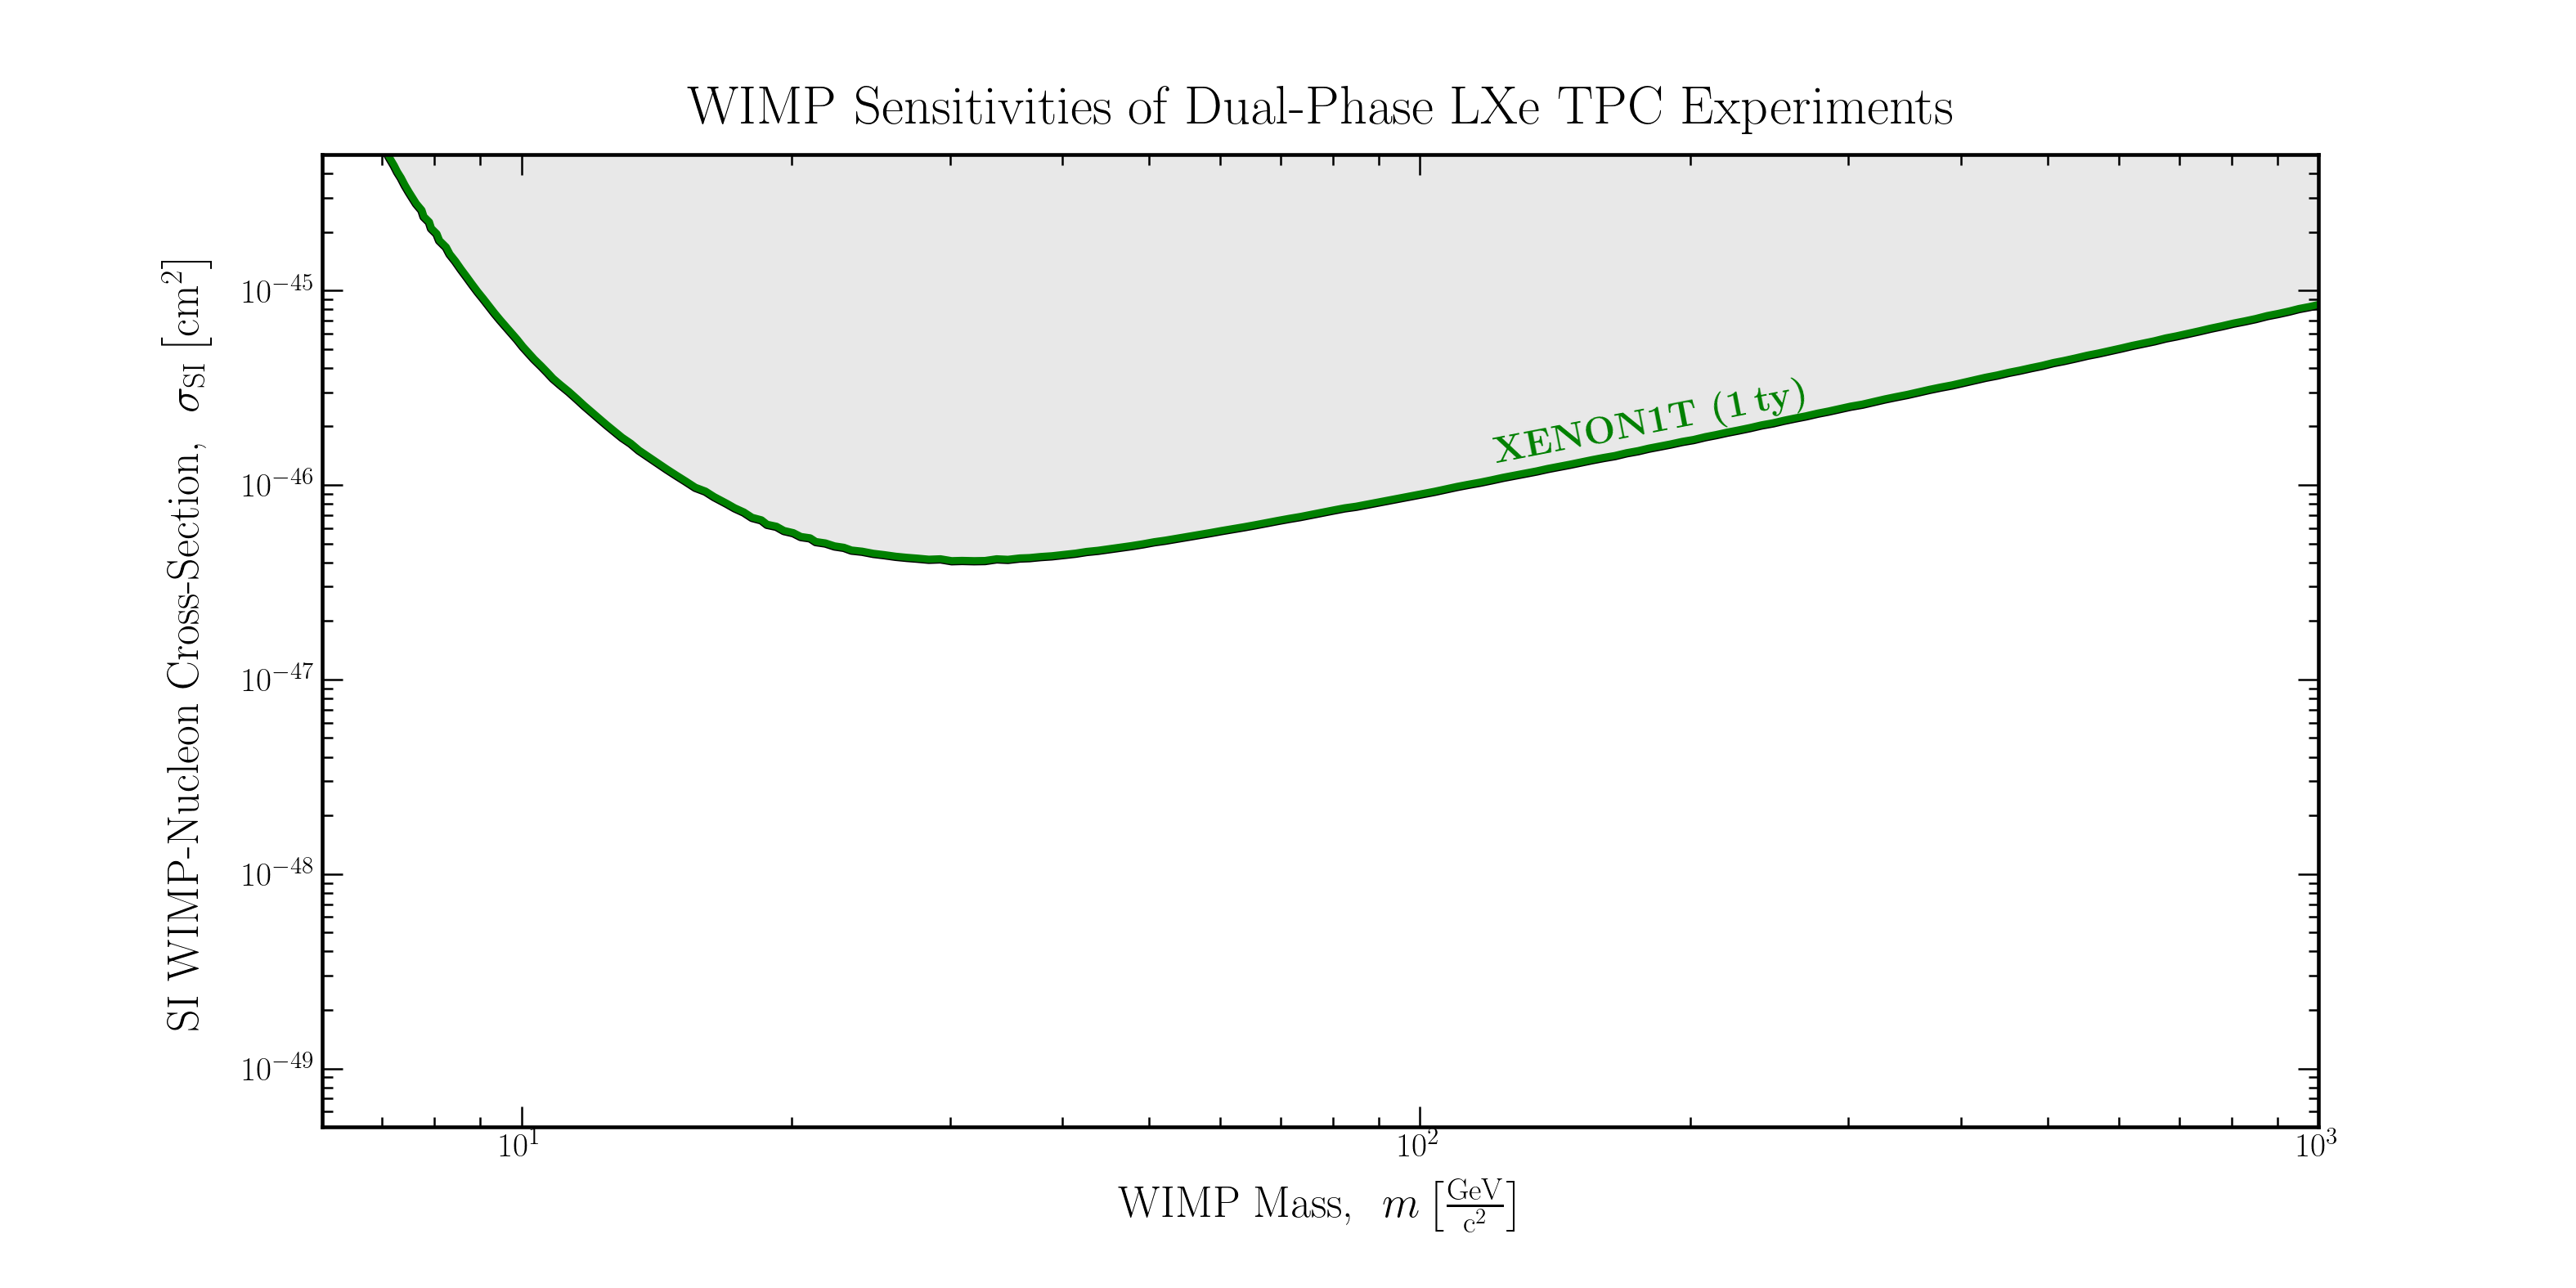 WIMP Sensitivities of Dual-Phase LXe TPC Experiments
SI WIMP-Nucleon Cross-Section, σ_SI [cm²]
10⁻⁴⁵
10⁻⁴⁶
10⁻⁴⁷
10⁻⁴⁸
10⁻⁴⁹
XENON1T (1 ty)
10¹ 10² 10³
WIMP Mass, m [GeV/c²]